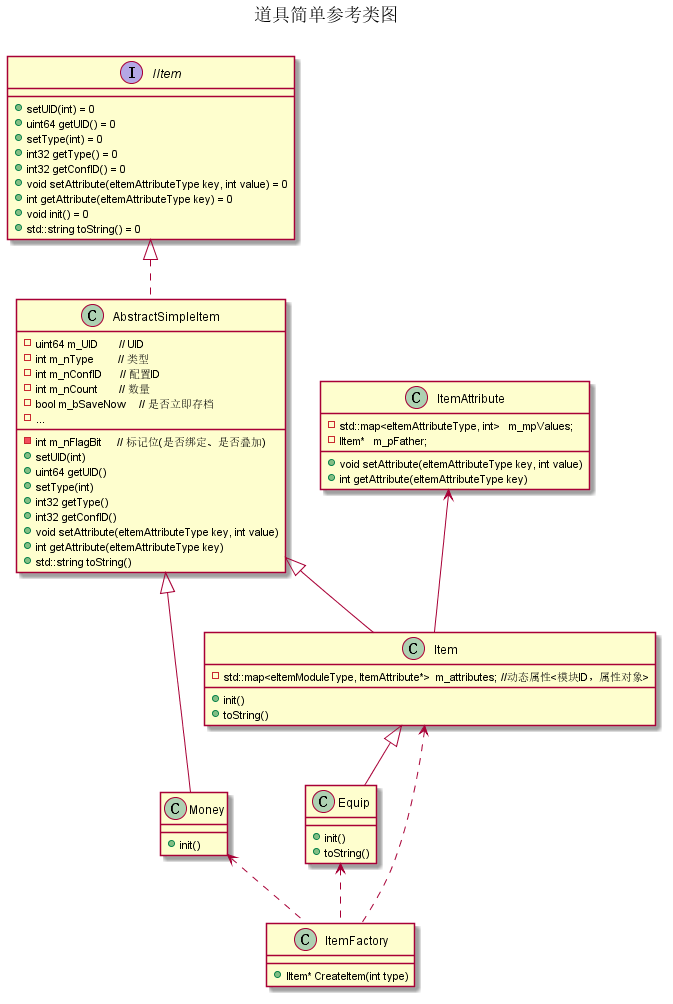 道具简单参考类图
I IItem
setUID(int) = 0
uint64 getUID() = 0
setType(int) = 0
int32 getType() = 0
int32 getConfID() = 0
void setAttribute(eItemAttributeType key, int value) = 0
int getAttribute(eItemAttributeType key) = 0
void init() = 0
std::string toString() = 0
C AbstractSimpleItem
uint64 m_UID // UID
int m_nType // 类型
int m_nConfID // 配置ID
int m_nCount // 数量
bool m_bSaveNow // 是否立即存档
...
int m_nFlagBit // 标记位(是否绑定、是否叠加)
setUID(int)
uint64 getUID()
setType(int)
int32 getType()
int32 getConfID()
void setAttribute(eItemAttributeType key, int value)
int getAttribute(eItemAttributeType key)
std::string toString()
C ItemAttribute
std::map<eItemAttributeType, int> m_mpValues;
IItem* m_pFather;
void setAttribute(eItemAttributeType key, int value)
int getAttribute(eItemAttributeType key)
C Item
std::map<eItemModuleType, ItemAttribute*> m_attributes; //动态属性<模块ID，属性对象>
init()
toString()
C Money
init()
C Equip
init()
toString()
C ItemFactory
IItem* CreateItem(int type)